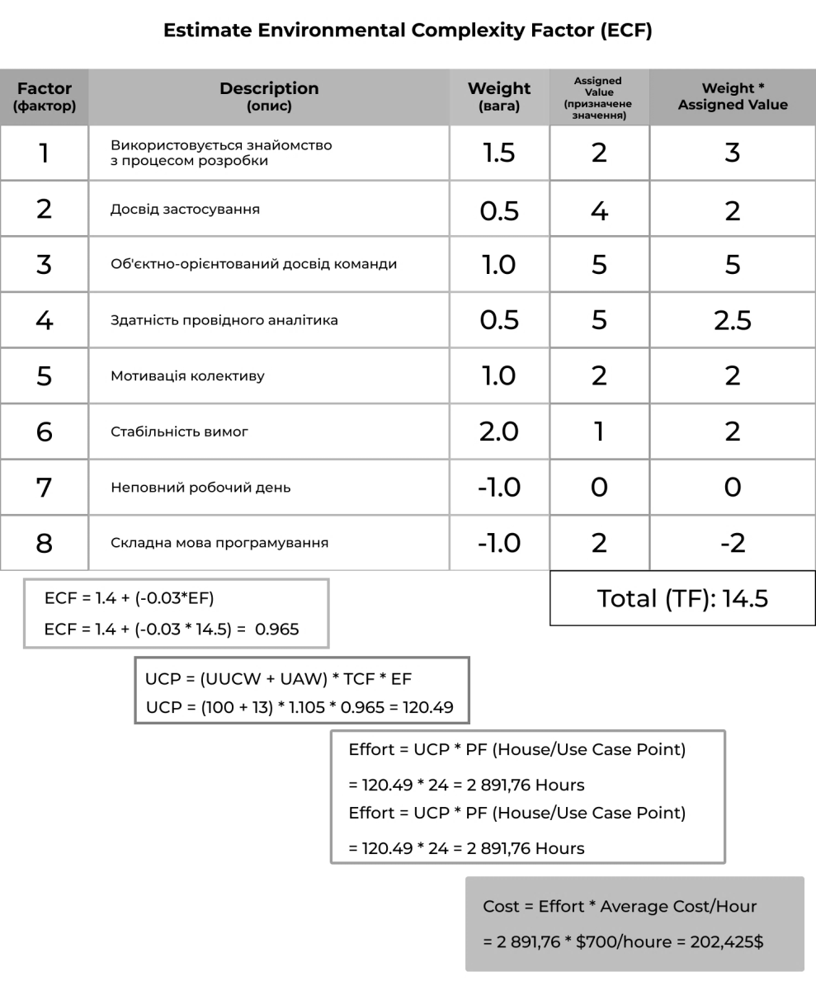 Estimate Environmental Complexity Factor (ECF)
Factor
(фактор)
Description
(опис)
Weight
(вага)
Assigned
Value
(призначене
значення)
Weight *
Assigned Value
1
Використовується знайомство
з процесом розробки
1.5
2
3
2
Досвід застосування
0.5
4
2
3
Об'єктно-орієнтований досвід команди
1.0
5
5
4
Здатність провідного аналітика
0.5
5
2.5
5
Мотивація колективу
1.0
2
2
6
Стабільність вимог
2.0
1
2
7
Неповний робочий день
-1.0
0
0
8
Складна мова програмування
-1.0
2
-2
Total (TF): 14.5
ECF = 1.4 + (-0.03*EF)
ECF = 1.4 + (-0.03 * 14.5) = 0.965
UCP = (UUCW + UAW) * TCF * EF
UCP = (100 + 13) * 1.105 * 0.965 = 120.49
Effort = UCP * PF (House/Use Case Point)
= 120.49 * 24 = 2 891,76 Hours
Effort = UCP * PF (House/Use Case Point)
= 120.49 * 24 = 2 891,76 Hours
Cost = Effort * Average Cost/Hour
= 2 891,76 * $700/houre = 202,425$